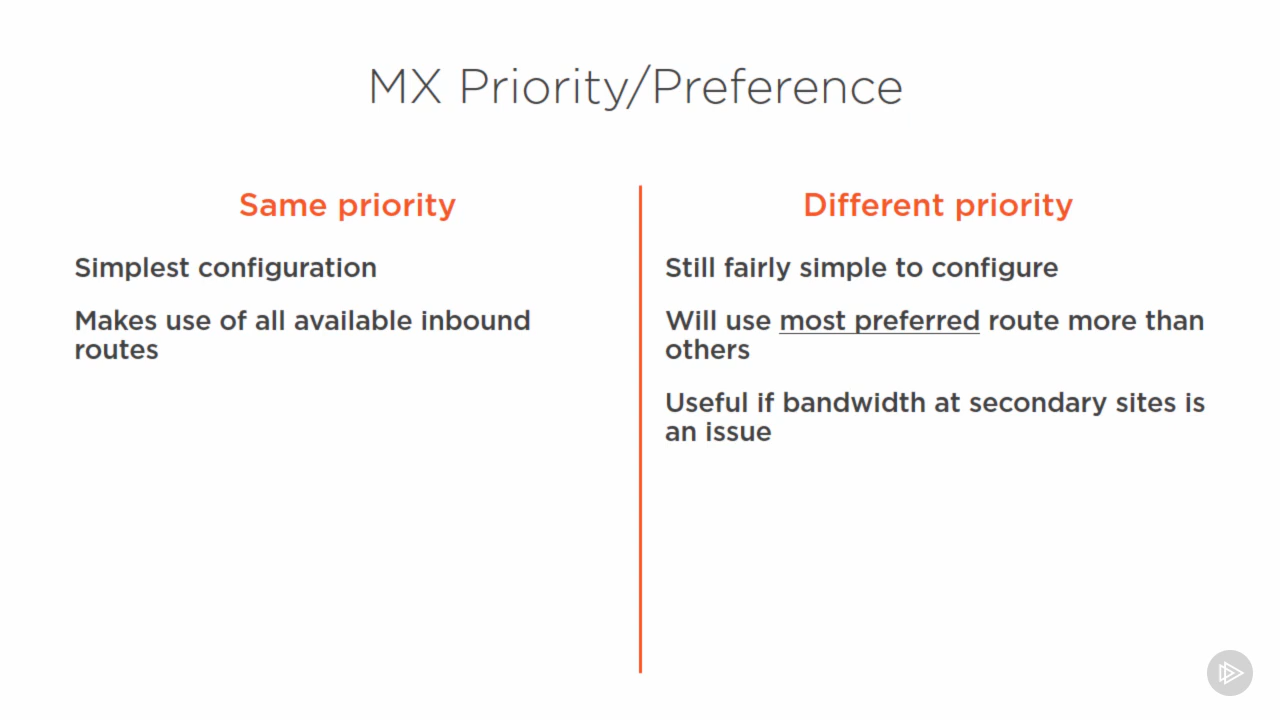 MX Priority/Preference
Same priority
Simplest configuration
Makes use of all available inbound
routes
Different priority
Still fairly simple to configure
Will use most preferred route more than
others
Useful if bandwidth at secondary sites is
an issue